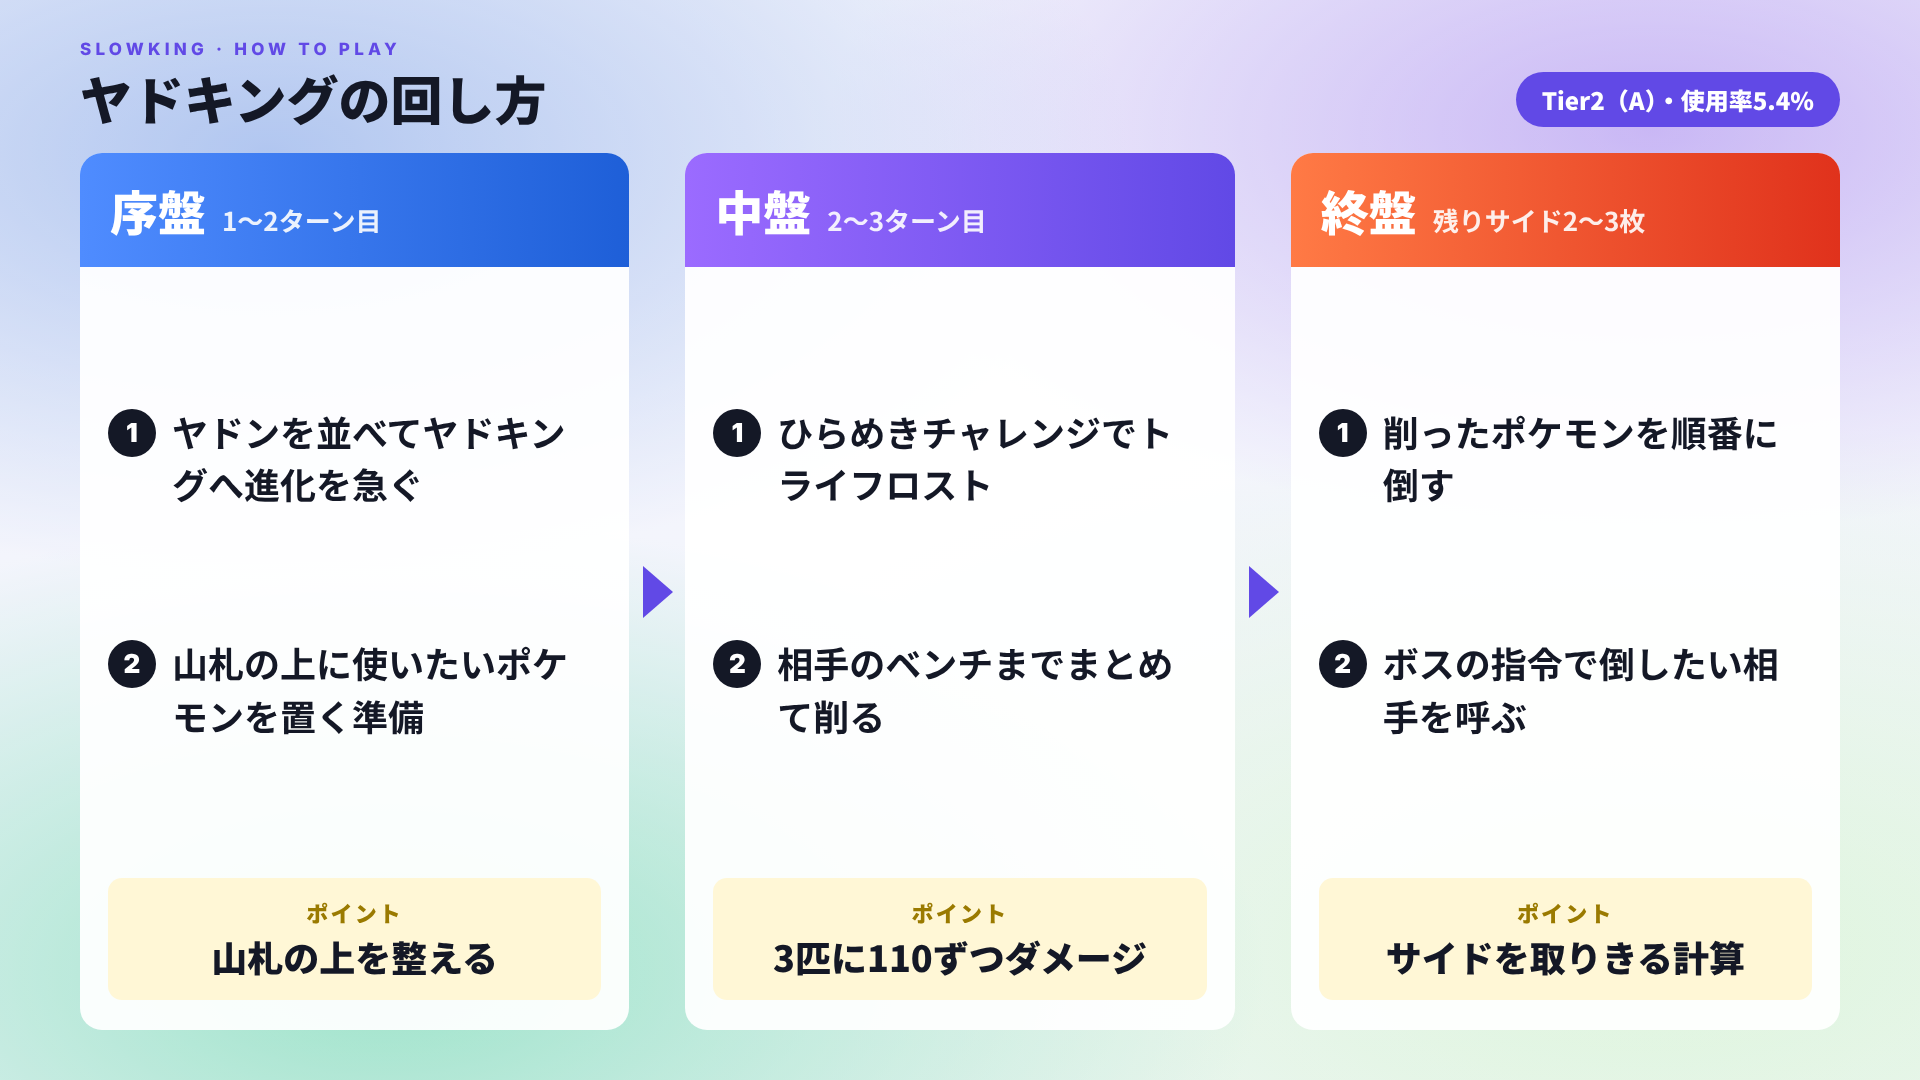 SLOWKING · HOW TO PLAY
ヤドキングの回し方
Tier2（A）・使用率5.4%
序盤 1〜2ターン目
1 ヤドンを並べてヤドキン
グへ進化を急ぐ
2 山札の上に使いたいポケ
モンを置く準備
ポイント
山札の上を整える
中盤 2〜3ターン目
1 ひらめきチャレンジでト
ライフロスト
2 相手のベンチまでまとめ
て削る
ポイント
3匹に110ずつダメージ
終盤 残りサイド2〜3枚
1 削ったポケモンを順番に
倒す
2 ボスの指令で倒したい相
手を呼ぶ
ポイント
サイドを取りきる計算